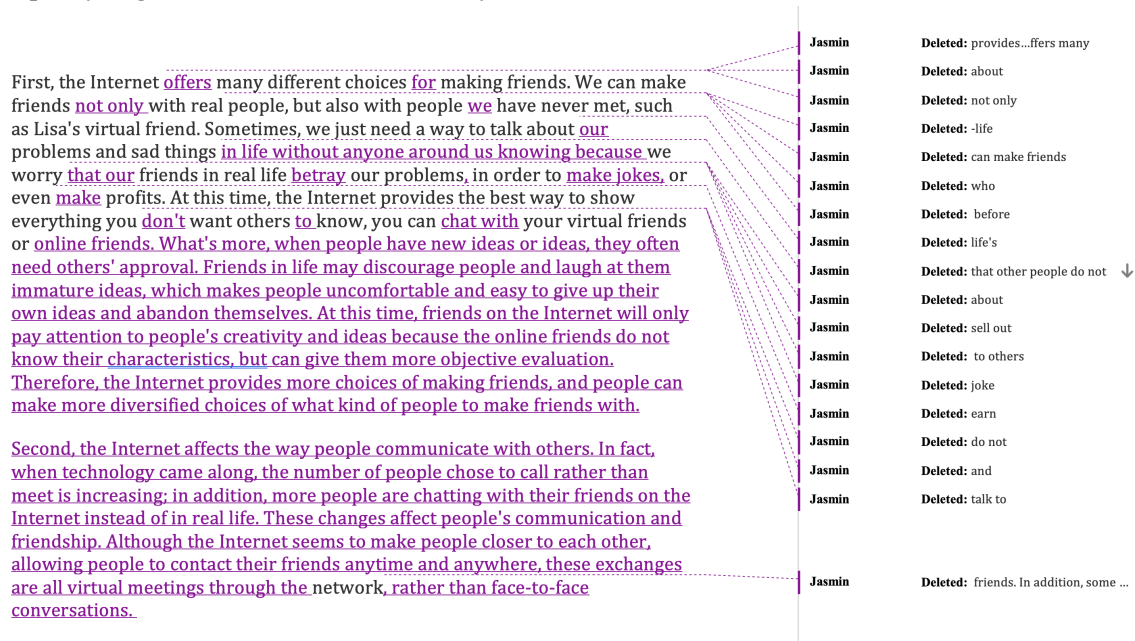 Jasmin Deleted: provides...ffers many
Jasmin Deleted: about
Jasmin Deleted: not only
Jasmin Deleted: -life
Jasmin Deleted: can make friends
Jasmin Deleted: who
Jasmin Deleted: before
Jasmin Deleted: life's
Jasmin Deleted: that other people do not
Jasmin Deleted: about
Jasmin Deleted: sell out
Jasmin Deleted: to others
Jasmin Deleted: joke
Jasmin Deleted: earn
Jasmin Deleted: do not
Jasmin Deleted: and
Jasmin Deleted: talk to
Jasmin Deleted: friends. In addition, some ...
First, the Internet offers many different choices for making friends. We can make
friends not only with real people, but also with people we have never met, such
as Lisa's virtual friend. Sometimes, we just need a way to talk about our
problems and sad things in life without anyone around us knowing because we
worry that our friends in real life betray our problems, in order to make jokes, or
even make profits. At this time, the Internet provides the best way to show
everything you don't want others to know, you can chat with your virtual friends
or online friends. What's more, when people have new ideas or ideas, they often
need others' approval. Friends in life may discourage people and laugh at them
immature ideas, which makes people uncomfortable and easy to give up their
own ideas and abandon themselves. At this time, friends on the Internet will only
pay attention to people's creativity and ideas because the online friends do not
know their characteristics, but can give them more objective evaluation.
Therefore, the Internet provides more choices of making friends, and people can
make more diversified choices of what kind of people to make friends with.
Second, the Internet affects the way people communicate with others. In fact,
when technology came along, the number of people chose to call rather than
meet is increasing; in addition, more people are chatting with their friends on the
Internet instead of in real life. These changes affect people's communication and
friendship. Although the Internet seems to make people closer to each other,
allowing people to contact their friends anytime and anywhere, these exchanges
are all virtual meetings through the network, rather than face-to-face
conversations.